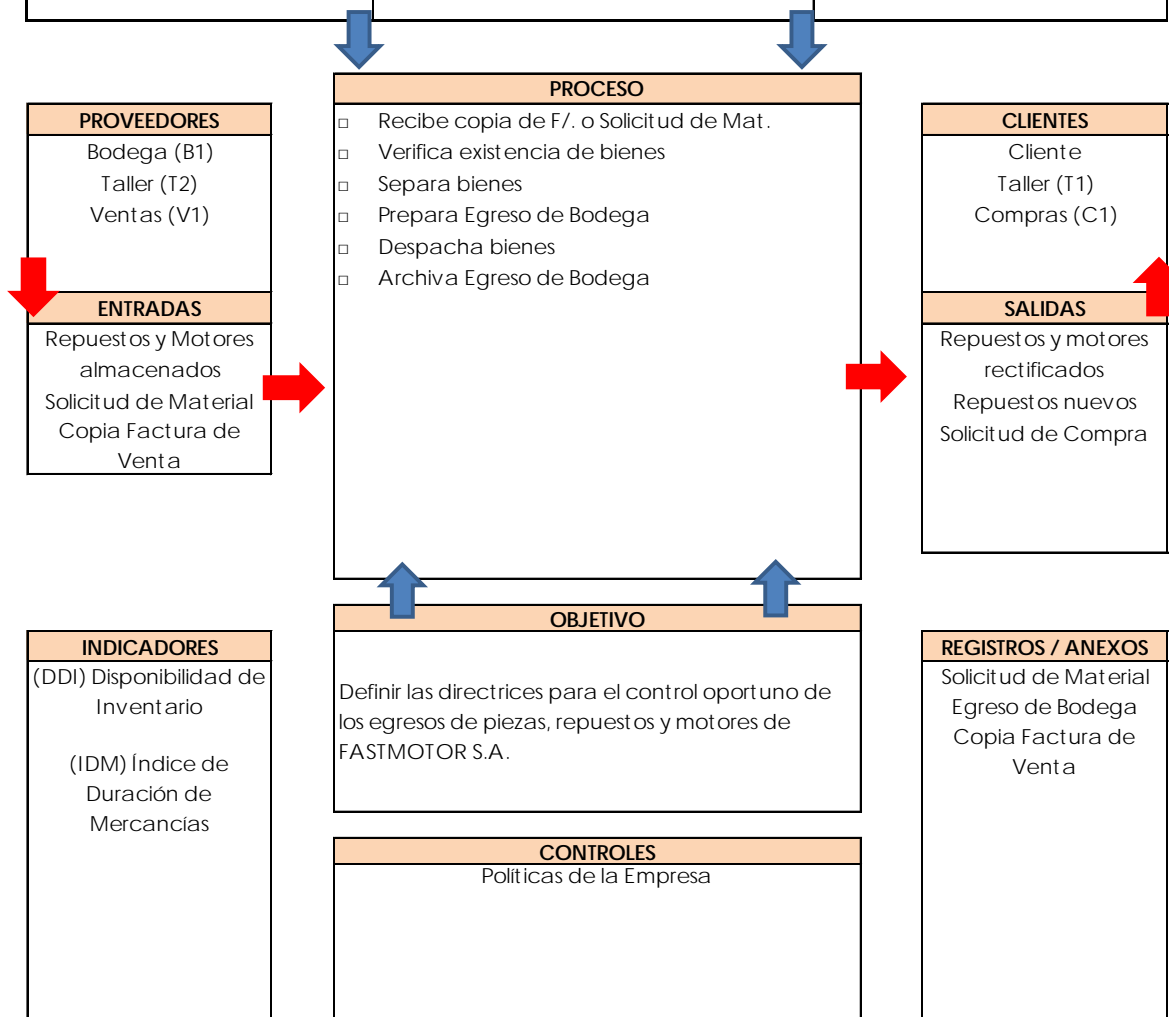 PROCESO
□ Recibe copia de F/. o Solicitud de Mat.
□ Verifica existencia de bienes
□ Separa bienes
□ Prepara Egreso de Bodega
□ Despacha bienes
□ Archiva Egreso de Bodega
PROVEEDORES
Bodega (B1)
Taller (T2)
Ventas (V1)
ENTRADAS
Repuestos y Motores
almacenados
Solicitud de Material
Copia Factura de
Venta
CLIENTES
Cliente
Taller (T1)
Compras (C1)
SALIDAS
Repuestos y motores
rectificados
Repuestos nuevos
Solicitud de Compra
OBJETIVO
Definir las directrices para el control oportuno de
los egresos de piezas, repuestos y motores de
FASTMOTOR S.A.
INDICADORES
(DDI) Disponibilidad de
Inventario
(IDM) Índice de
Duración de
Mercancías
REGISTROS / ANEXOS
Solicitud de Material
Egreso de Bodega
Copia Factura de
Venta
CONTROLES
Políticas de la Empresa